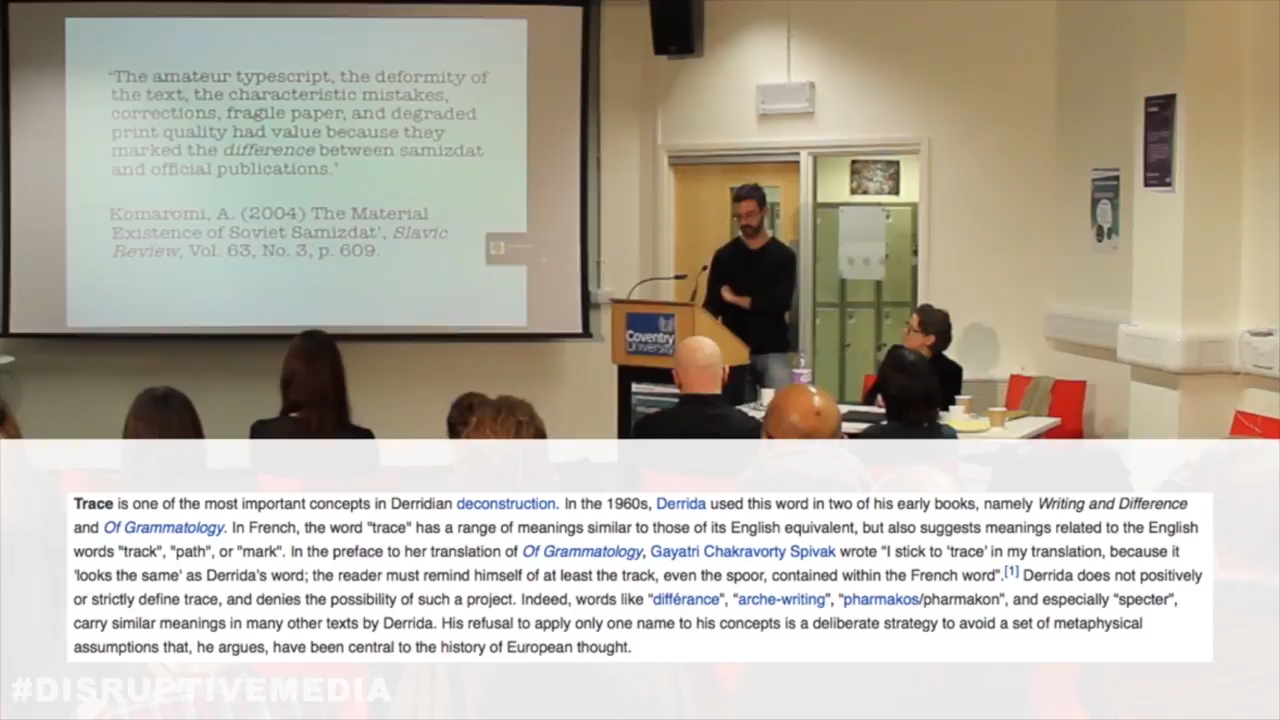 'The amateur typescript, the deformity of
the text, the characteristic mistakes,
corrections, fragile paper, and degraded
print quality had value because they
marked the difference between samizdat
and official publications.'
Komaromi, A. (2004) The Material
Existence of Soviet Samizdat', Slavic
Review, Vol. 63, No. 3, p. 609.
Coventry
University
Trace is one of the most important concepts in Derridian deconstruction. In the 1960s, Derrida used this word in two of his early books, namely Writing and Difference
and Of Grammatology. In French, the word "trace" has a range of meanings similar to those of its English equivalent, but also suggests meanings related to the English
words "track", "path", or "mark". In the preface to her translation of Of Grammatology, Gayatri Chakravorty Spivak wrote “I stick to ‘trace’ in my translation, because it
'looks the same' as Derrida’s word; the reader must remind himself of at least the track, even the spoor, contained within the French word”.[1] Derrida does not positively
or strictly define trace, and denies the possibility of such a project. Indeed, words like “différance”, “arche-writing”, “pharmakos/pharmakon”, and especially “specter”,
carry similar meanings in many other texts by Derrida. His refusal to apply only one name to his concepts is a deliberate strategy to avoid a set of metaphysical
assumptions that, he argues, have been central to the history of European thought.
#DISRUPTIVEMEDIA